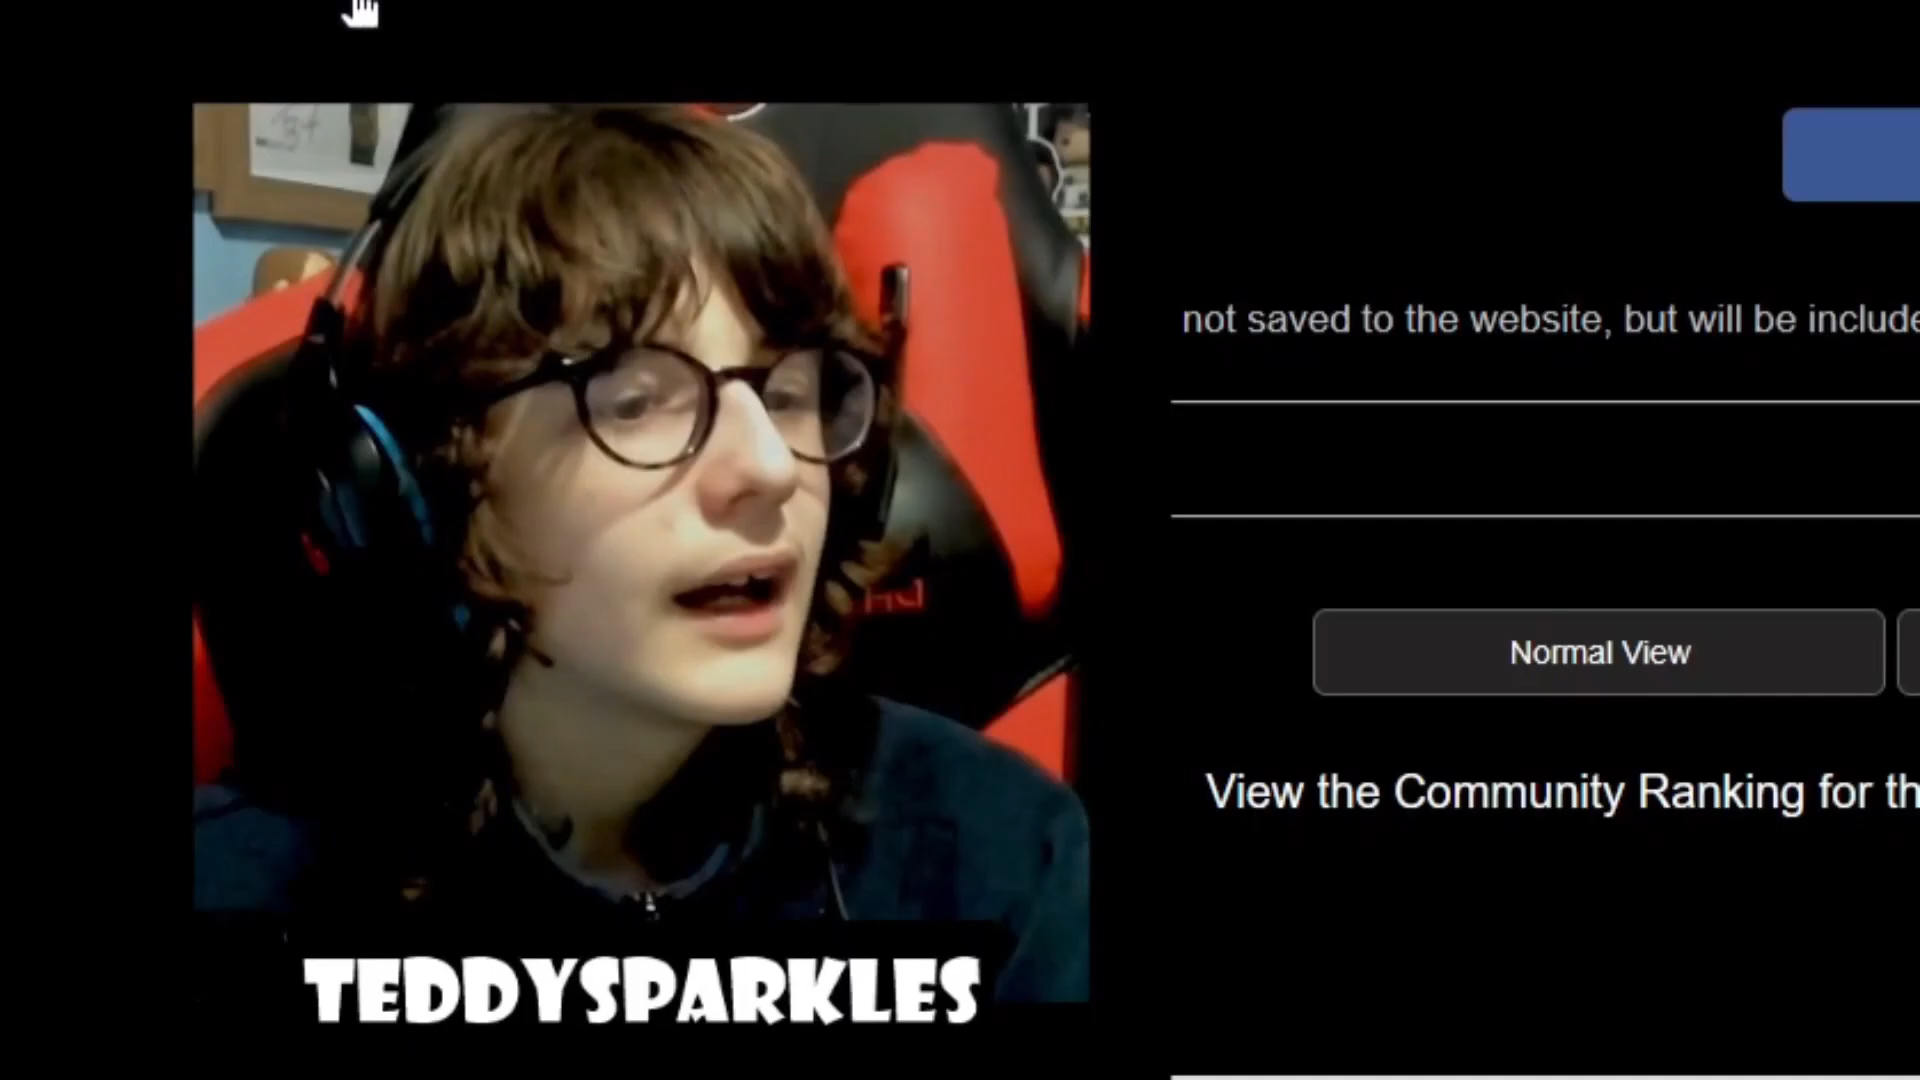 not saved to the website, but will be include
Normal View
View the Community Ranking for th
TEDDYSPARKLES